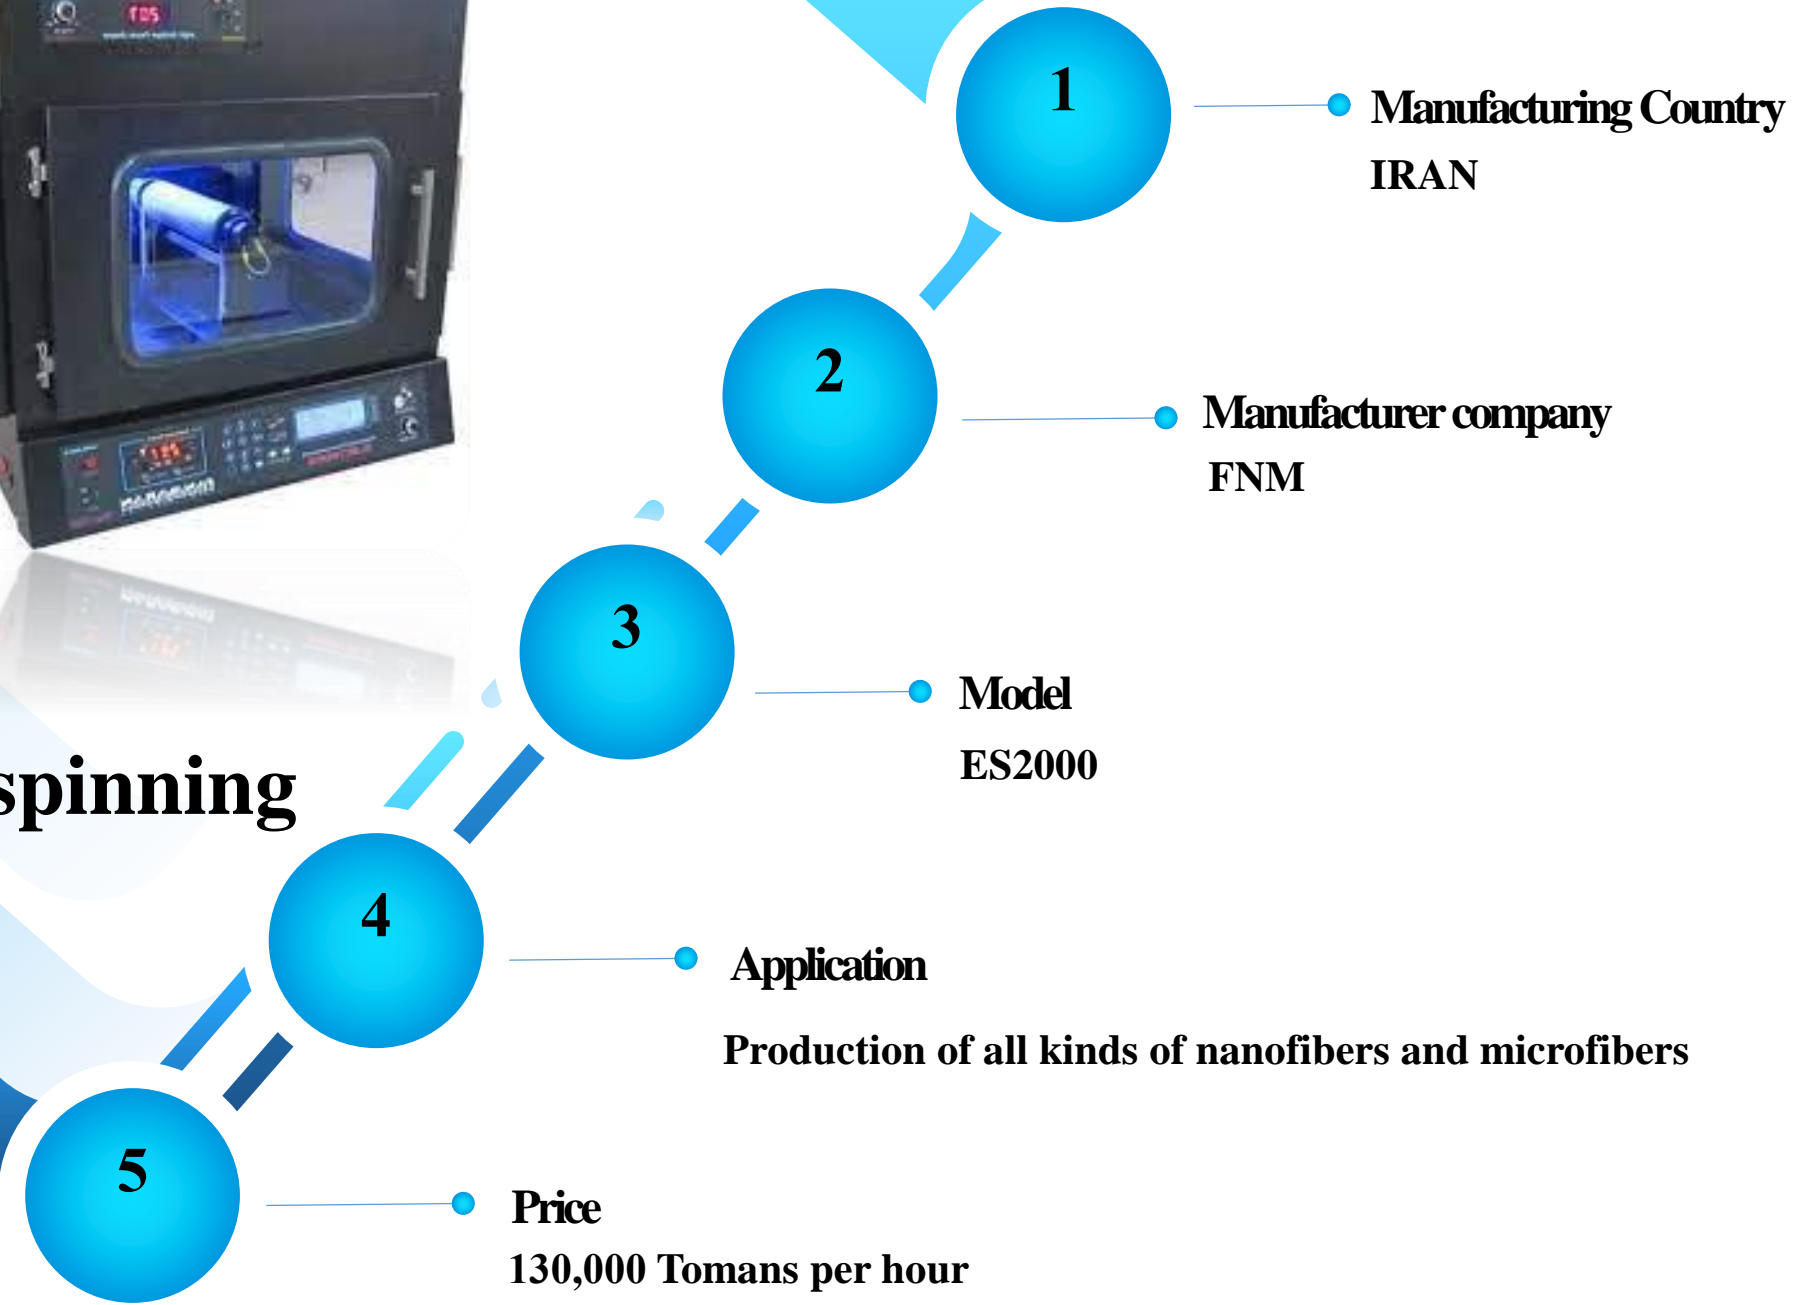 1
Manufacturing Country
IRAN
2
Manufacturer company
FNM
3
Model
ES2000
spinning
4
Application
Production of all kinds of nanofibers and microfibers
5
Price
130,000 Tomans per hour